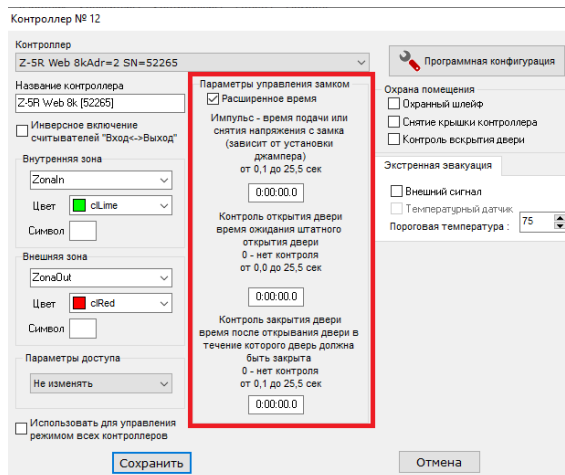 Контроллер № 12
Контроллер
Z-5R Web 8kAdr=2 SN=52265
Программная конфигурация
Название контроллера
Z-5R Web 8k [52265]
Инверсное включение
считывателей "Вход<->Выход"
Внутренняя зона
ZonaIn
Цвет clLime
Символ
Внешняя зона
ZonaOut
Цвет clRed
Символ
Параметры доступа
Не изменять
Использовать для управления
режимом всех контроллеров
Параметры управления замком
Расширенное время
Импульс - время подачи или
снятия напряжения с замка
(зависит от установки
джампера)
от 0,1 до 25,5 сек
0:00:00.0
Контроль открытия двери
время ожидания штатного
открытия двери
0 - нет контроля
от 0,0 до 25,5 сек
0:00:00.0
Контроль закрытия двери
время после открывания двери в
течение которого дверь должна
быть закрыта
0 - нет контроля
от 0,1 до 25,5 сек
0:00:00.0
Охрана помещения
Охранный шлейф
Снятие крышки контроллера
Контроль вскрытия двери
Экстренная эвакуация
Внешний сигнал
Температурный датчик
Пороговая температура : 75
Сохранить
Отмена